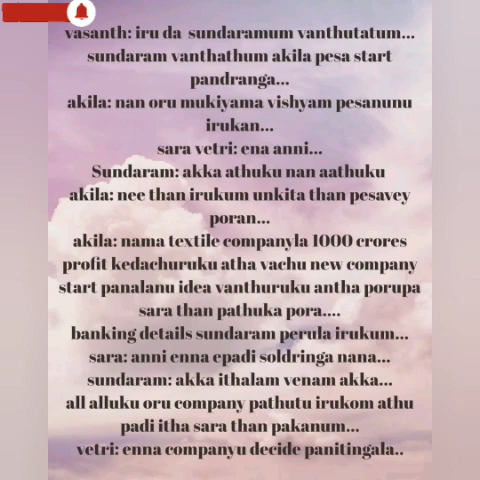 vasanth: iru da sundaramum vanthutatum...
sundaram vanthathum akila pesa start
pandranga...
akila: nan oru mukiyama vishyam pesanunu
irukan...
sara vetri: ena anni...
Sundaram: akka athuku nan aathuku
akila: nee than irukum unkita than pesavey
poran...
akila: nama textile companyla 1000 crores
profit kedachuruku atha vachu new company
start panalanu idea vanthuruku antha porupa
sara than pathuka pora....
banking details sundaram perula irukum...
sara: anni enna epadi soldringa nana...
sundaram: akka ithalam venam akka...
all alluku oru company pathutu irukom athu
padi itha sara than pakanum...
vetri: enna companyu decide panitingala..